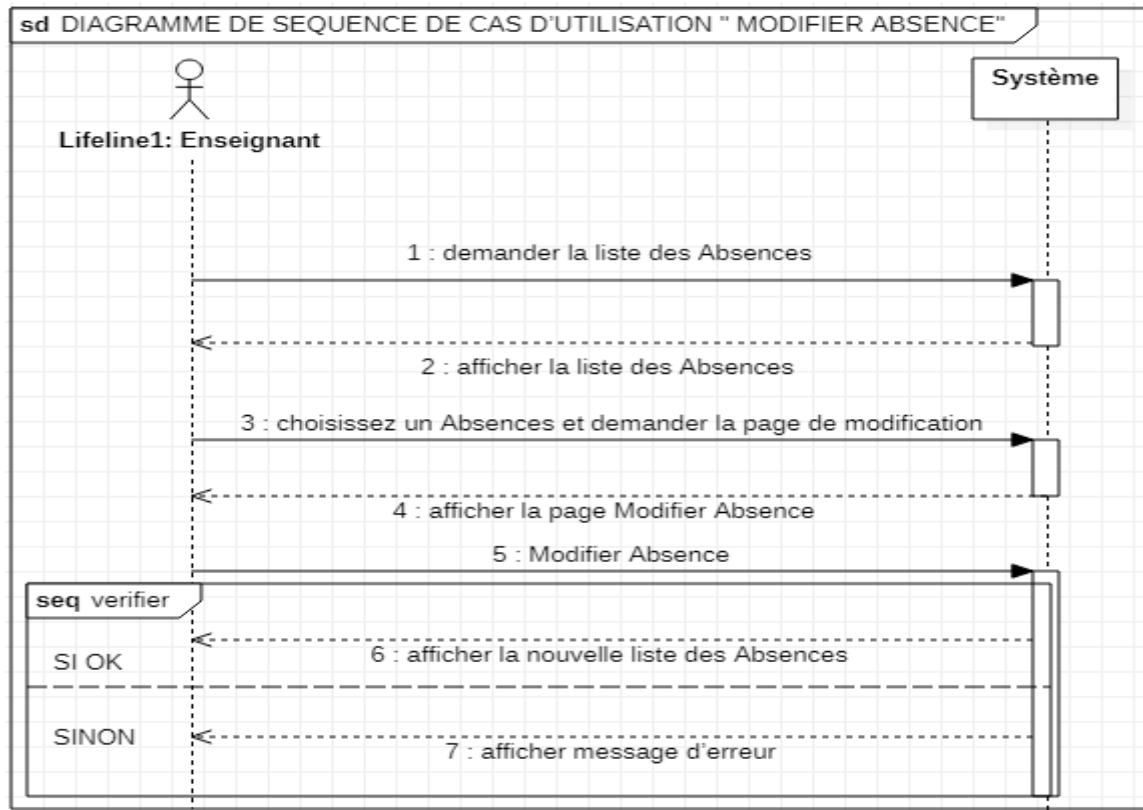 sd DIAGRAMME DE SEQUENCE DE CAS D'UTILISATION " MODIFIER ABSENCE"
Système
Lifeline1: Enseignant
1 : demander la liste des Absences
2 : afficher la liste des Absences
3 : choisissez un Absences et demander la page de modification
4 : afficher la page Modifier Absence
5 : Modifier Absence
seq verifier
6 : afficher la nouvelle liste des Absences
SI OK
SINON
7 : afficher message d'erreur